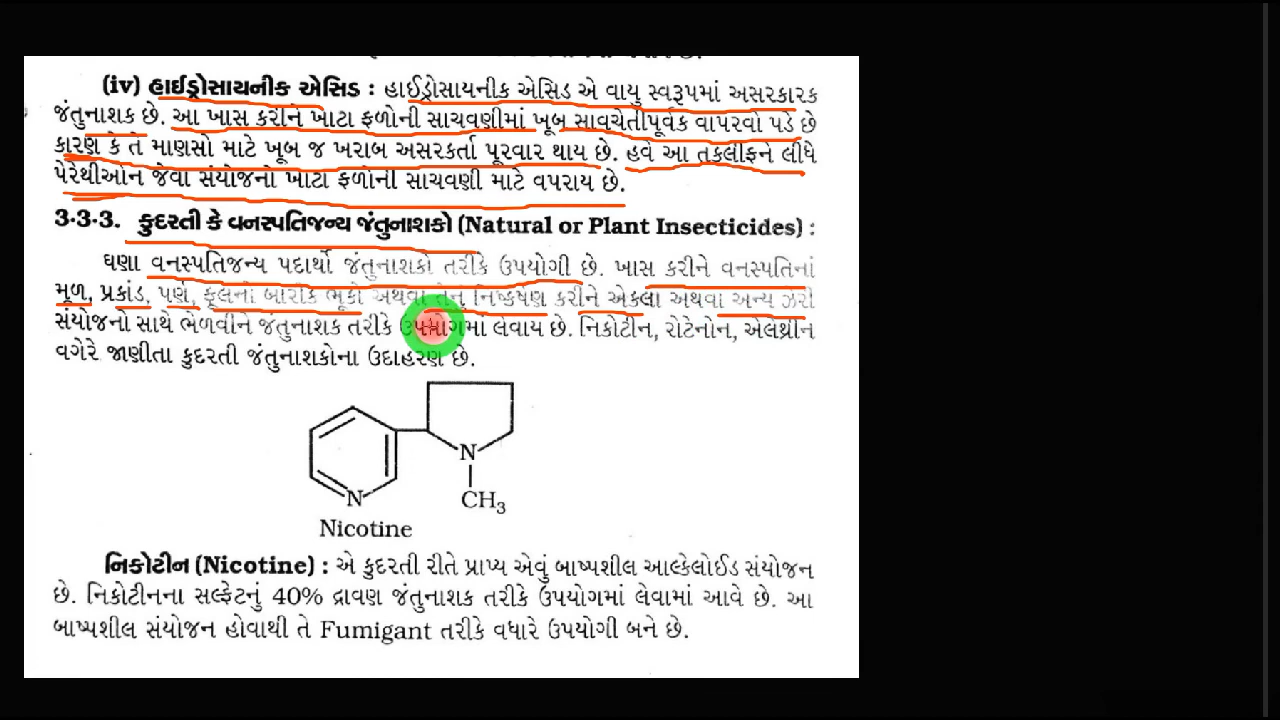 (iv) હાઈડ્રોસાયનીક એસિડ : હાઈડ્રોસાયનીક એસિડ એ વાયુ સ્વરૂપમાં અસરકારક
જંતુનાશક છે. આ ખાસ કરીને ખાટા ફળોની સાચવણીમાં ખૂબ સાવચેતીપૂર્વક વાપરવો પડે છે
કારણ કે તે માણસો માટે ખૂબ જ ખરાબ અસરકર્તા પૂરવાર થાય છે. હવે આ તકલીફને લીધે
પેરેથીઓન જેવા સંયોજનો ખાટા ફળોની સાચવણી માટે વપરાય છે.
3-3-3. કુદરતી કે વનસ્પતિજન્ય જંતુનાશકો (Natural or Plant Insecticides) :
ઘણા વનસ્પતિજન્ય પદાર્થો જંતુનાશકો તરીકે ઉપયોગી છે. ખાસ કરીને વનસ્પતિનાં
મૂળ, પ્રકાંડ, પર્ણ, ફૂલનો બારીક ભૂકો અથવા તેનું નિષ્કર્ષણ કરીને એકલા અથવા અન્ય ઝેરી
સંયોજનો સાથે ભેળવીને જંતુનાશક તરીકે ઉપયોગમાં લેવાય છે. નિકોટીન, રોટેનોન, એલેથ્રીન
વગેરે જાણીતા કુદરતી જંતુનાશકોના ઉદાહરણ છે.
N
N
CH3
Nicotine
નિકોટીન (Nicotine) : એ કુદરતી રીતે પ્રાપ્ય એવું બાષ્પશીલ આલ્કેલોઈડ સંયોજન
છે. નિકોટીનના સલ્ફેટનું 40% દ્રાવણ જંતુનાશક તરીકે ઉપયોગમાં લેવામાં આવે છે. આ
બાષ્પશીલ સંયોજન હોવાથી તે Fumigant તરીકે વધારે ઉપયોગી બને છે.